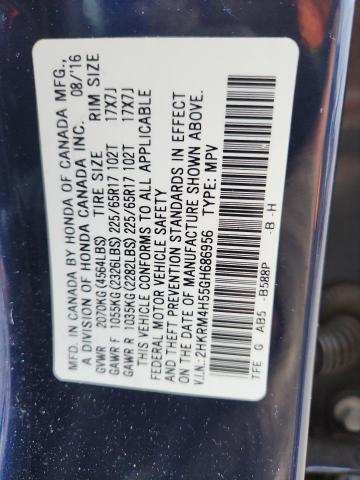 MFD. IN CANADA BY HONDA OF CANADA MFG.,
A DIVISION OF HONDA CANADA INC. 08/'16
TIRE SIZE RIM SIZE
GVWR 2070KG (4564LBS)
GAWR F 1055KG (2326LBS) 225/65R17 102T 17X7J
GAWR R 1035KG (2282LBS) 225/65R17 102T 17X7J
THIS VEHICLE CONFORMS TO ALL APPLICABLE
FEDERAL MOTOR VEHICLE SAFETY
AND THEFT PREVENTION STANDARDS IN EFFECT
ON THE DATE OF MANUFACTURE SHOWN ABOVE.
V.I.N.: 2HKRM4H55GH686956 TYPE: MPV
TFE G AB5 -B588P -B -H